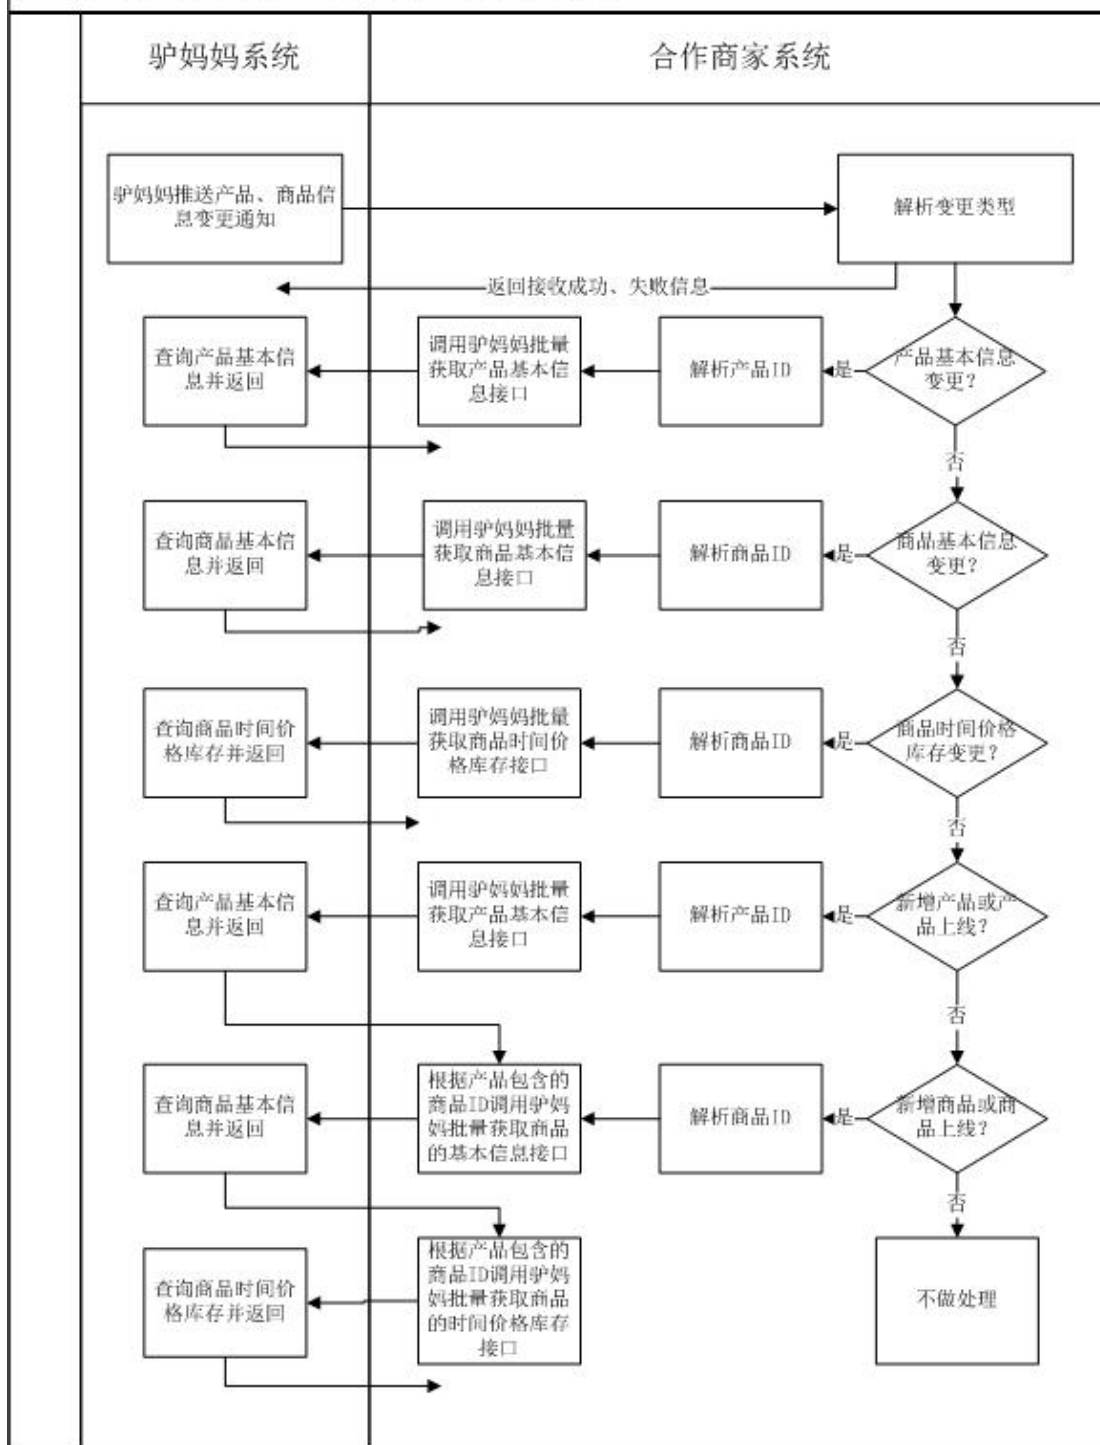 驴妈妈系统
合作商家系统
驴妈妈推送产品、商品信
息变更通知
解析变更类型
返回接收成功、失败信息
查询产品基本信
息并返回
调用驴妈妈批量
获取产品基本信
息接口
解析产品ID
是
产品基本信息
变更?
否
查询商品基本信
息并返回
调用驴妈妈批量
获取商品基本信
息接口
解析商品ID
是
商品基本信息
变更?
否
查询商品时间价
格库存并返回
调用驴妈妈批量
获取商品时间价
格库存接口
解析商品ID
是
商品时间价格
库存变更?
否
查询产品基本信
息并返回
调用驴妈妈批量
获取产品基本信
息接口
解析产品ID
是
新增产品或产
品上线?
否
查询商品基本信
息并返回
根据产品包含的
商品ID调用驴妈
妈批量获取商品
的基本信息接口
解析商品ID
是
新增商品或商
品上线?
否
查询商品时间价
格库存并返回
根据产品包含的
商品ID调用驴妈
妈批量获取商品
的时间价格库存
接口
不做处理